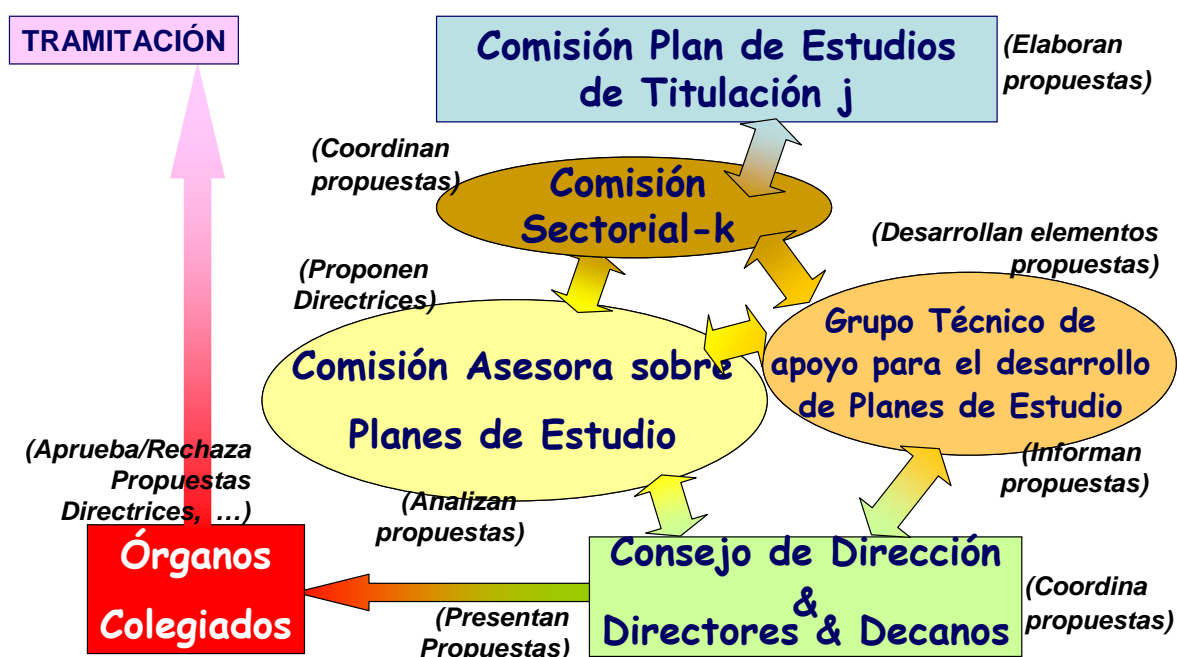 TRAMITACIÓN
Comisión Plan de Estudios
de Titulación j
(Elaboran
propuestas)
(Coordinan
propuestas)
Comisión
Sectorial-k
(Desarrollan elementos
propuestas)
(Proponen
Directrices)
Grupo Técnico de
apoyo para el desarrollo
de Planes de Estudio
Comisión Asesora sobre
Planes de Estudio
(Aprueba/Rechaza
Propuestas
Directrices, …)
(Informan
propuestas)
(Analizan
propuestas)
Órganos
Colegiados
Consejo de Dirección
&
Directores & Decanos
(Coordina
propuestas)
(Presentan
Propuestas)